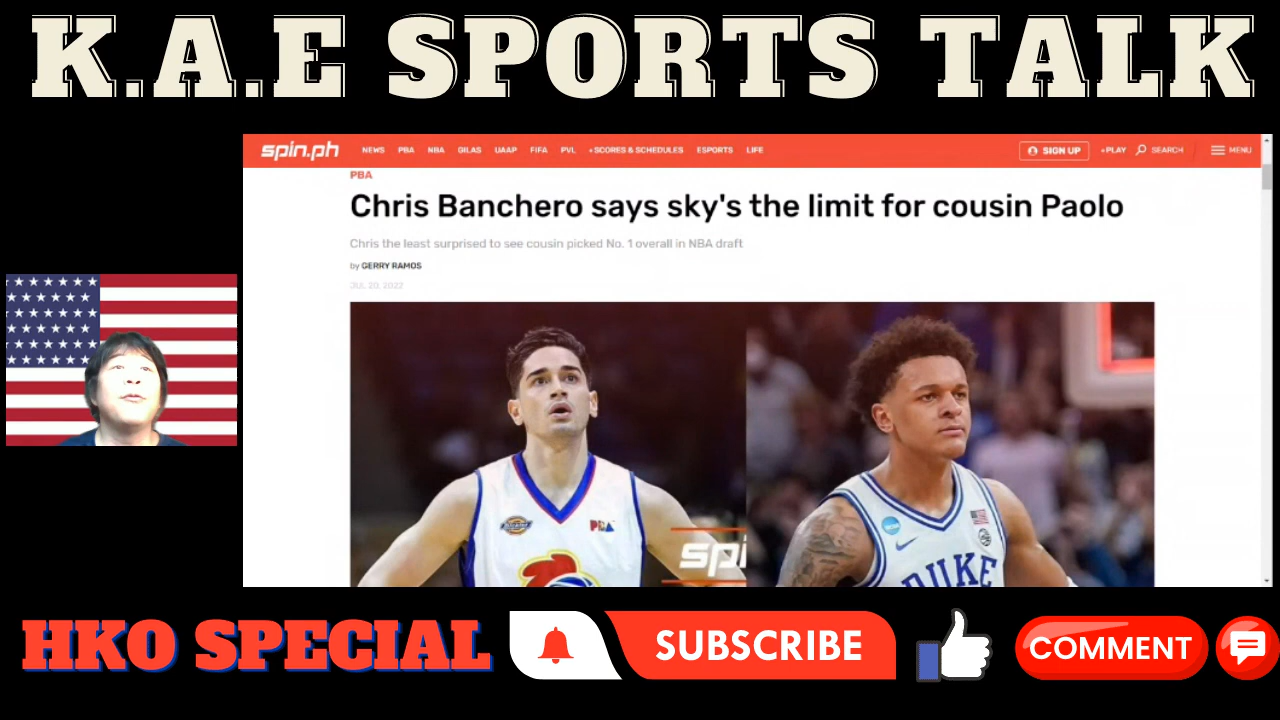 K.A.E SPORTS TALK
spin.ph NEWS PBA NBA GILAS UAAP FIFA PVL +SCORES & SCHEDULES ESPORTS LIFE SIGN UP +PLAY SEARCH MENU
PBA
Chris Banchero says sky's the limit for cousin Paolo
Chris the least surprised to see cousin picked No. 1 overall in NBA draft
by GERRY RAMOS
JUL 20, 2022
PBA
spi
DUKE
HKO SPECIAL SUBSCRIBE COMMENT